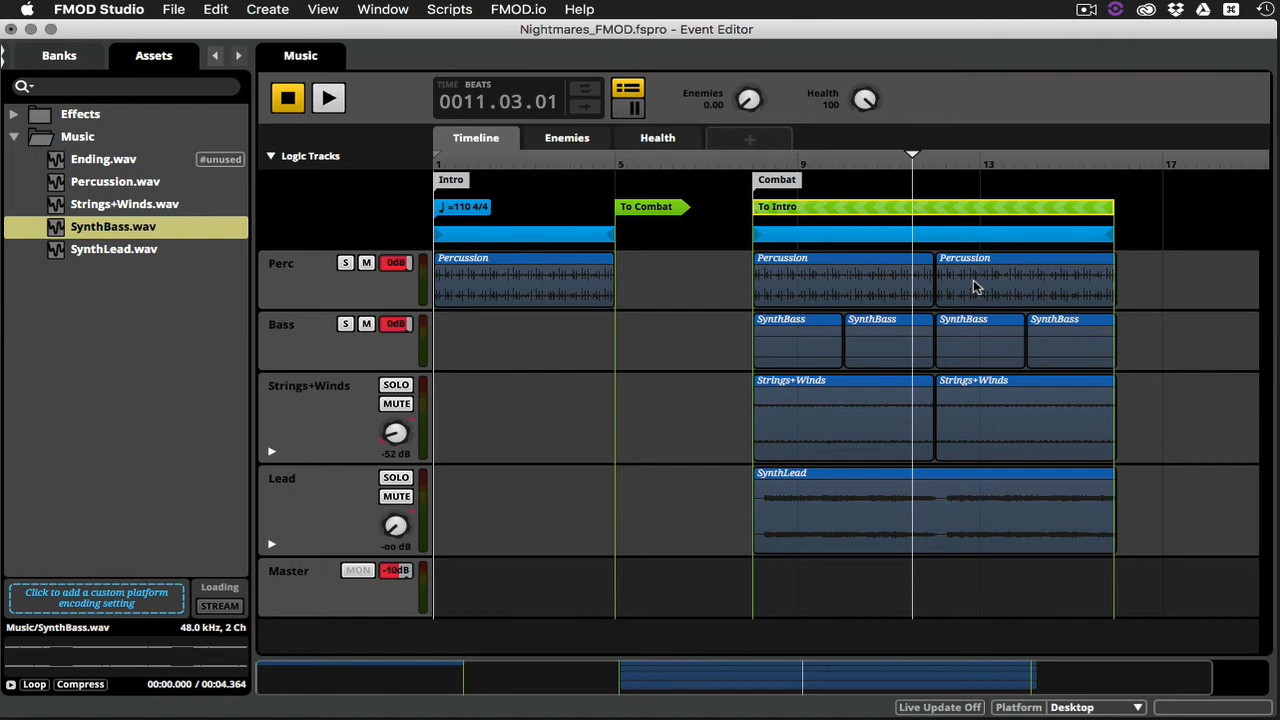 FMOD Studio File Edit Create View Window Scripts FMOD.io Help
Nightmares_FMOD.fspro - Event Editor
Banks Assets Music
TIME BEATS
0011.03.01
Enemies
0.00
Health
100
Effects
Music
Ending.wav #unused
Percussion.wav
Strings+Winds.wav
SynthBass.wav
SynthLead.wav
Timeline Enemies Health +
Logic Tracks
1 5 9 13 17
Intro Combat
=110 4/4 To Combat To Intro
Perc S M 0dB
Percussion Percussion Percussion
Bass S M 0dB
SynthBass SynthBass SynthBass SynthBass
Strings+Winds SOLO
MUTE
-52 dB
Strings+Winds Strings+Winds
Lead SOLO
MUTE
-oo dB
SynthLead
Master MON -10dB
Click to add a custom platform
encoding setting
Loading
STREAM
Music/SynthBass.wav 48.0 kHz, 2 Ch
Loop Compress 00:00.000 / 00:04.364
Live Update Off Platform Desktop